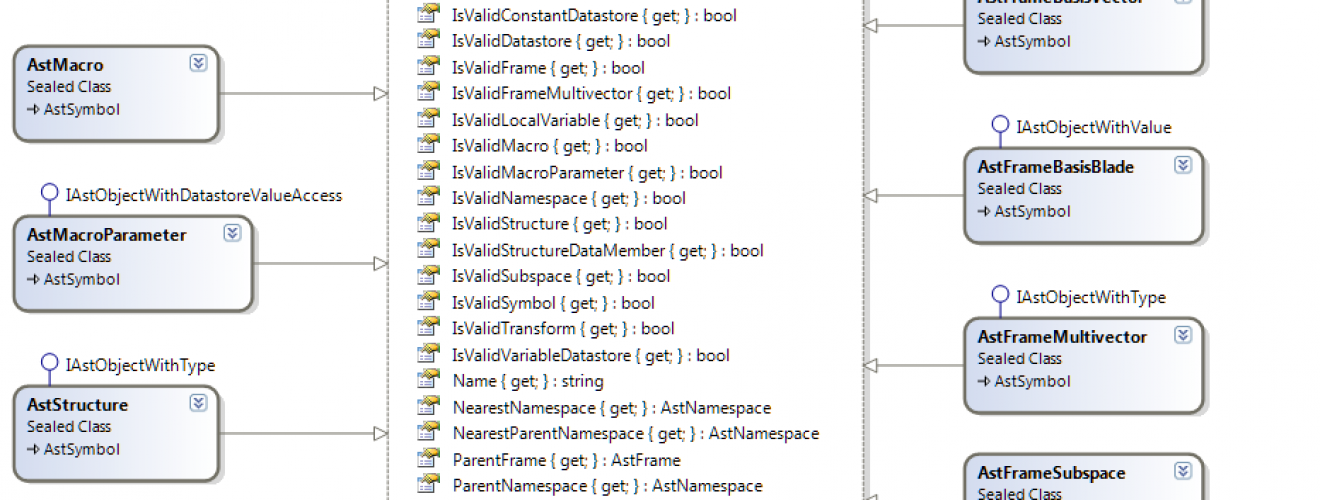 AstMacro
Sealed Class
AstSymbol
IAstObjectWithDatastoreValueAccess
AstMacroParameter
Sealed Class
AstSymbol
IAstObjectWithType
AstStructure
Sealed Class
AstSymbol
IsValidConstantDatastore { get; } : bool
IsValidDatastore { get; } : bool
IsValidFrame { get; } : bool
IsValidFrameMultivector { get; } : bool
IsValidLocalVariable { get; } : bool
IsValidMacro { get; } : bool
IsValidMacroParameter { get; } : bool
IsValidNamespace { get; } : bool
IsValidStructure { get; } : bool
IsValidStructureDataMember { get; } : bool
IsValidSubspace { get; } : bool
IsValidSymbol { get; } : bool
IsValidTransform { get; } : bool
IsValidVariableDatastore { get; } : bool
Name { get; } : string
NearestNamespace { get; } : AstNamespace
NearestParentNamespace { get; } : AstNamespace
ParentFrame { get; } : AstFrame
ParentNamespace { get; } : AstNamespace
AstFrameBasisVector
Sealed Class
AstSymbol
IAstObjectWithValue
AstFrameBasisBlade
Sealed Class
AstSymbol
IAstObjectWithType
AstFrameMultivector
Sealed Class
AstSymbol
AstFrameSubspace
Sealed Class